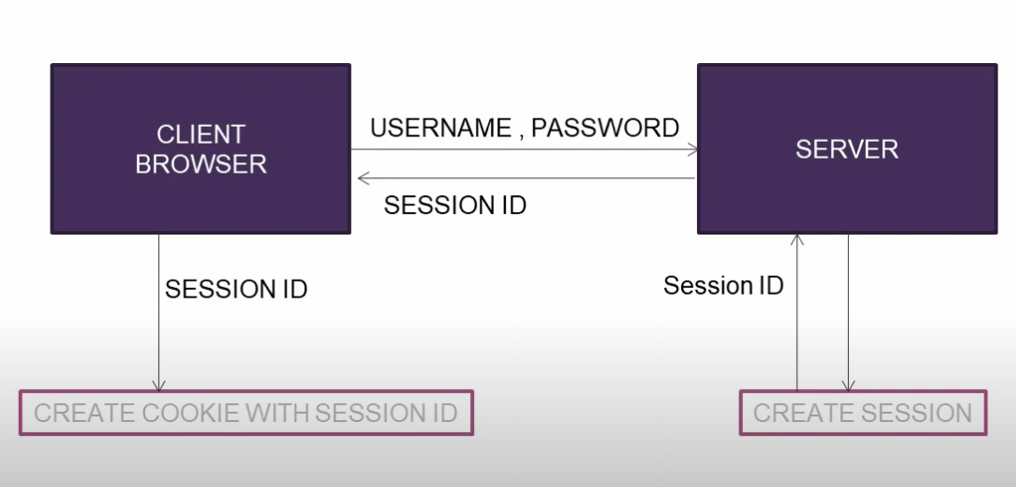 CLIENT
BROWSER
USERNAME , PASSWORD
SERVER
SESSION ID
SESSION ID
Session ID
CREATE COOKIE WITH SESSION ID
CREATE SESSION